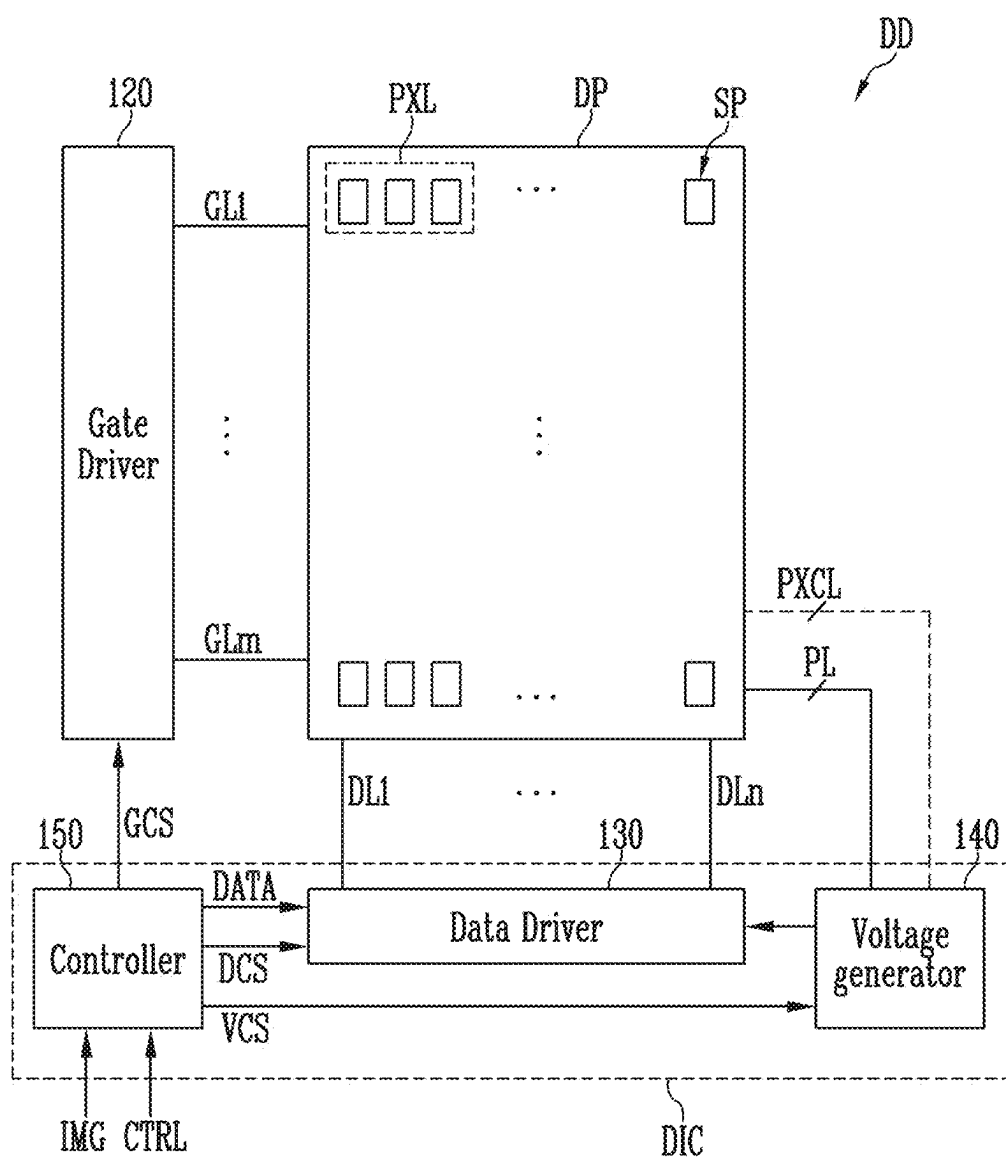 DD
120
PXL
DP
SP
GL1
Gate
Driver
GLm
PXCL
PL
DL1
DLn
GCS
150
130
140
DATA
Controller
DCS
Data Driver
Voltage
generator
VCS
IMG
CTRL
DIC